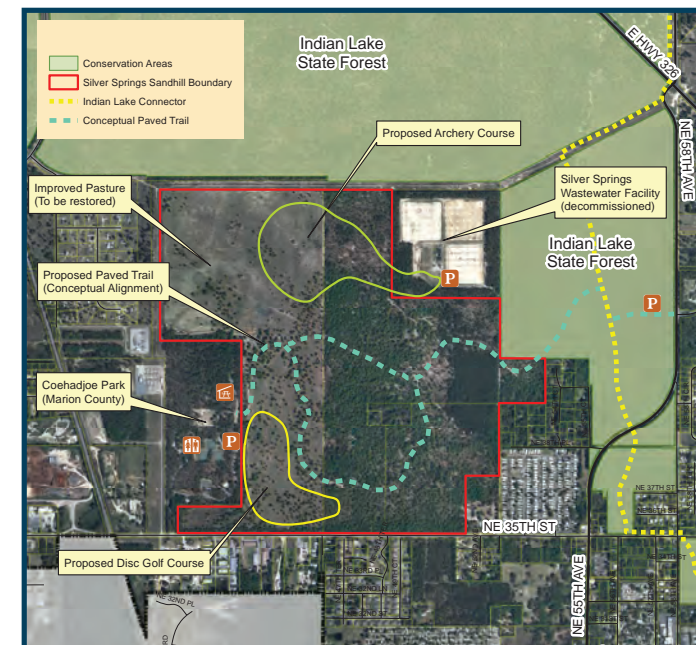 Indian Lake
State Forest
E HWY 326
Conservation Areas
Silver Springs Sandhill Boundary
Indian Lake Connector
Conceptual Paved Trail
NE 58TH AVE
Proposed Archery Course
Improved Pasture
(To be restored)
Silver Springs
Wastewater Facility
(decommissioned)
Indian Lake
State Forest
Proposed Paved Trail
(Conceptual Alignment)
P
P
Coehadjoe Park
(Marion County)
P
NE 37TH ST
NE 35TH ST
Proposed Disc Golf Course
NE 32ND PL
NE 55TH AVE